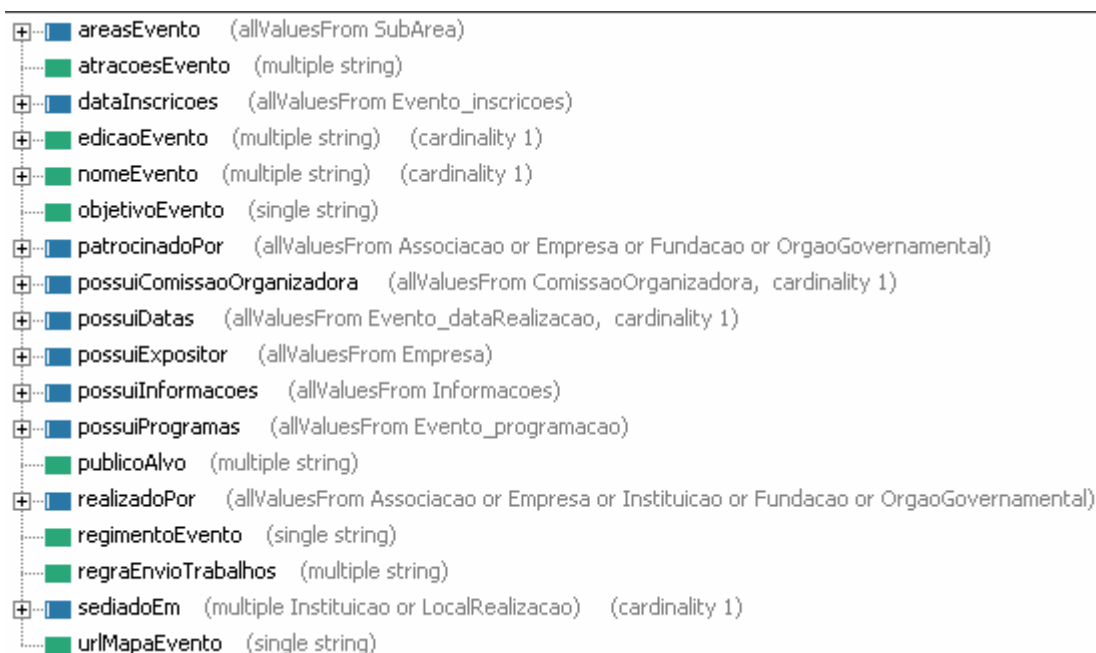 areasEvento (allValuesFrom SubArea)
atracoesEvento (multiple string)
dataInscricoes (allValuesFrom Evento_inscricoes)
edicaoEvento (multiple string) (cardinality 1)
nomeEvento (multiple string) (cardinality 1)
objetivoEvento (single string)
patrocinadoPor (allValuesFrom Associacao or Empresa or Fundacao or OrgaoGovernamental)
possuiComissaoOrganizadora (allValuesFrom ComissaoOrganizadora, cardinality 1)
possuiDatas (allValuesFrom Evento_dataRealizacao, cardinality 1)
possuiExpositor (allValuesFrom Empresa)
possuiInformacoes (allValuesFrom Informacoes)
possuiProgramas (allValuesFrom Evento_programacao)
publicoAlvo (multiple string)
realizadoPor (allValuesFrom Associacao or Empresa or Instituicao or Fundacao or OrgaoGovernamental)
regimentoEvento (single string)
regraEnvioTrabalhos (multiple string)
sediadoEm (multiple Instituicao or LocalRealizacao) (cardinality 1)
urlMapaEvento (single string)